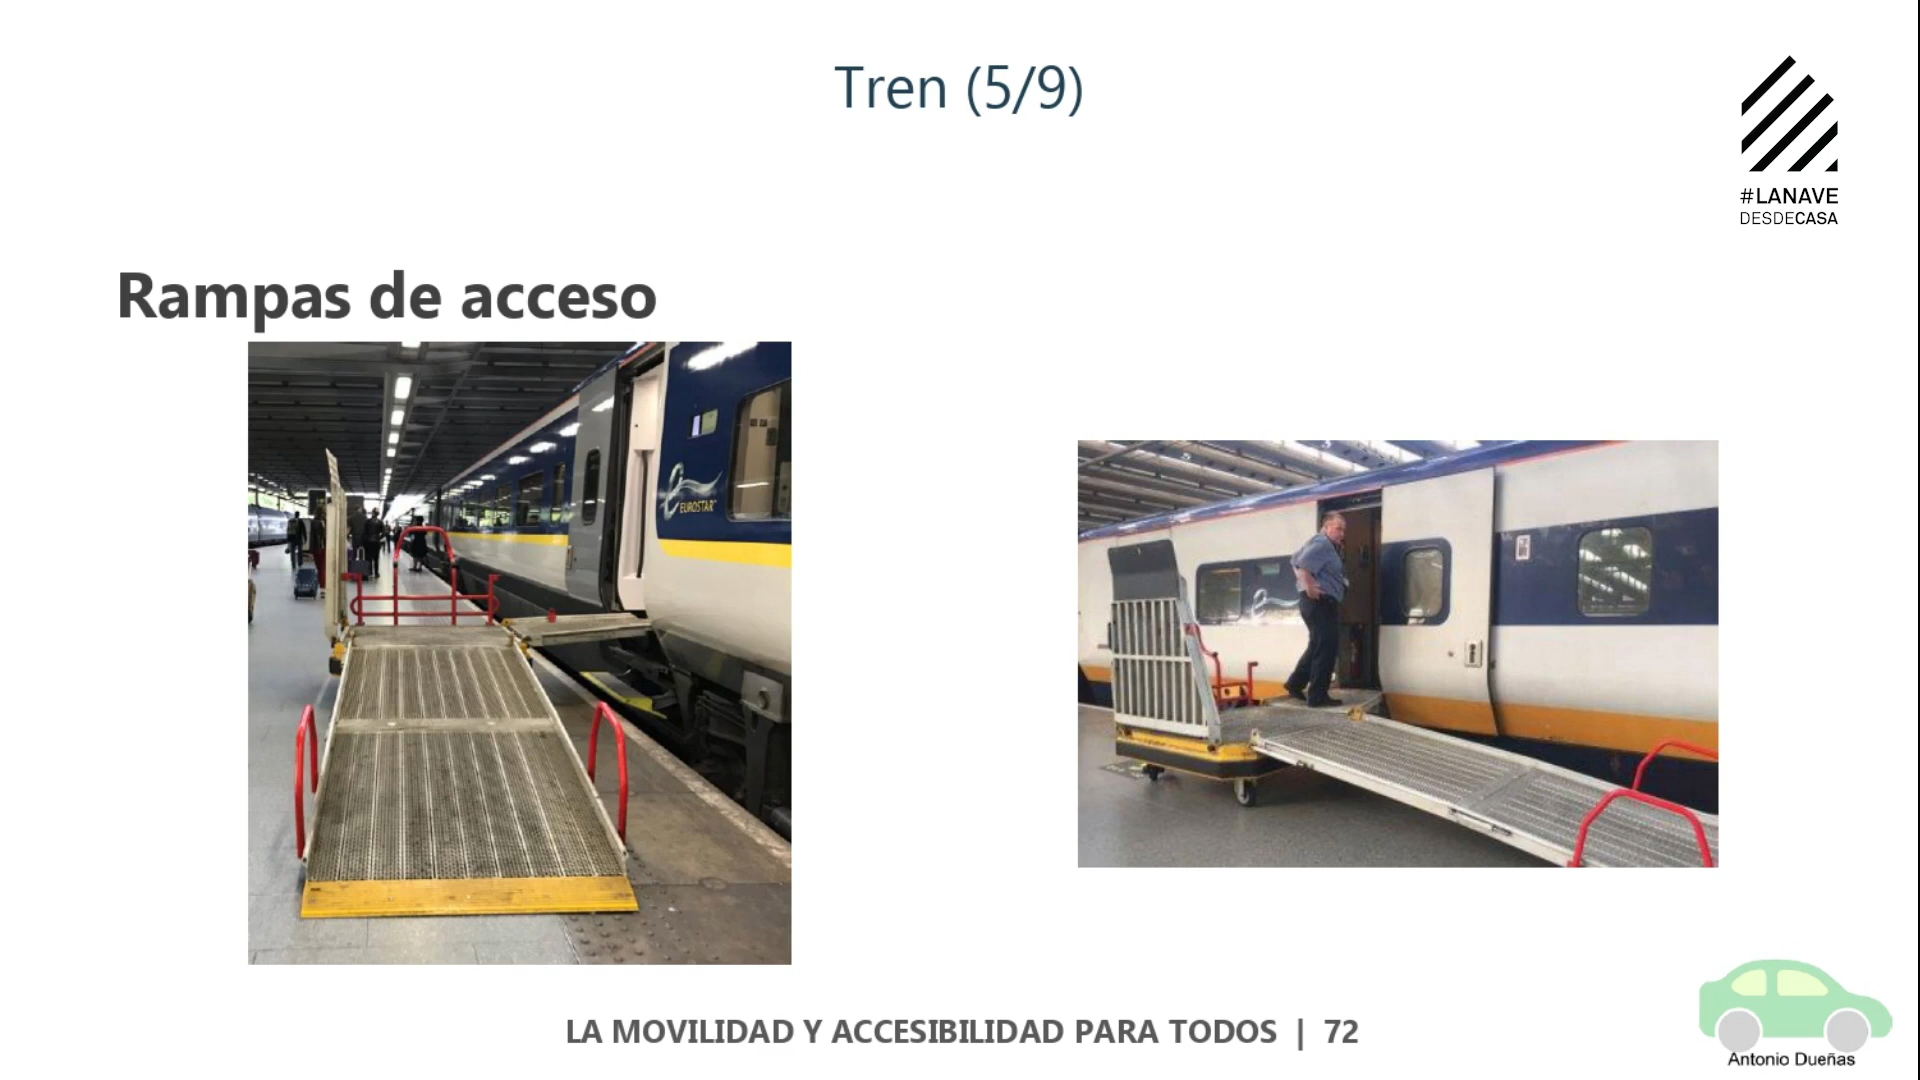 Tren (5/9)
#LANAVE
DESDECASA
Rampas de acceso
EUROSTAR
LA MOVILIDAD Y ACCESIBILIDAD PARA TODOS | 72
Antonio Dueñas